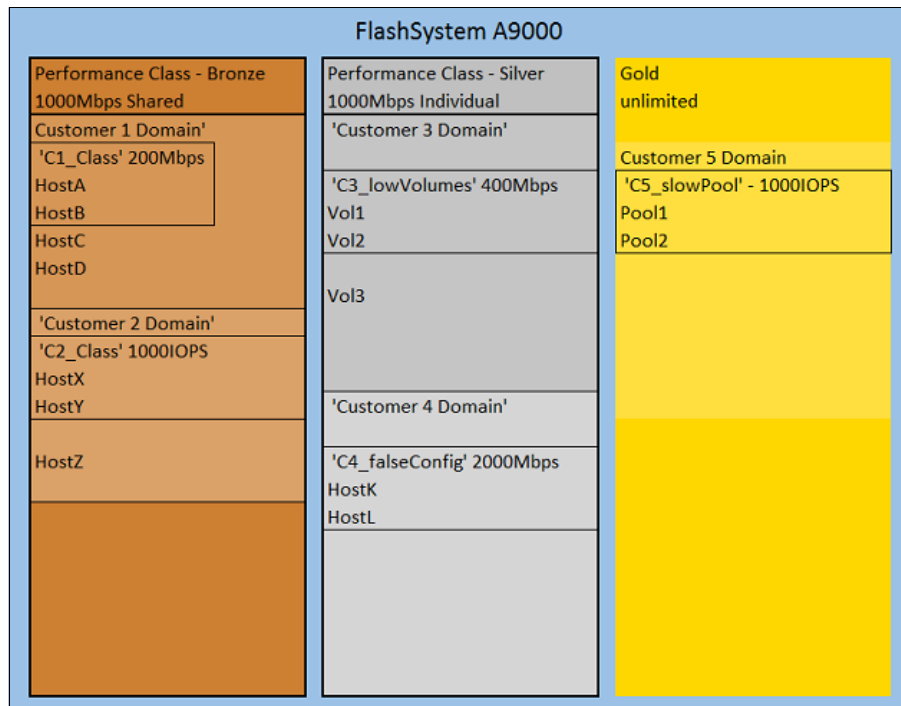 FlashSystem A9000
Performance Class - Bronze
1000Mbps Shared
Customer 1 Domain'
'C1_Class' 200Mbps
HostA
HostB
HostC
HostD
'Customer 2 Domain'
'C2_Class' 1000IOPS
HostX
HostY
HostZ
Performance Class - Silver
1000Mbps Individual
'Customer 3 Domain'
'C3_lowVolumes' 400Mbps
Vol1
Vol2
Vol3
'Customer 4 Domain'
'C4_falseConfig' 2000Mbps
HostK
HostL
Gold
unlimited
Customer 5 Domain
'C5_slowPool' - 1000IOPS
Pool1
Pool2